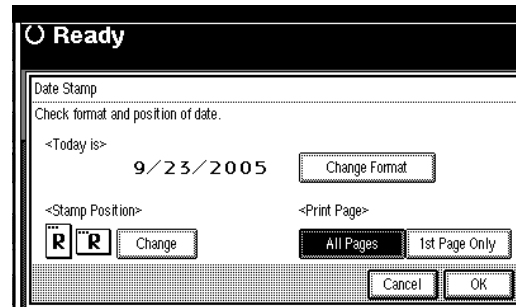 Ready
Date Stamp
Check format and position of date.
<Today is>
9/23/2005 Change Format
<Stamp Position> <Print Page>
R R Change All Pages 1st Page Only
Cancel OK